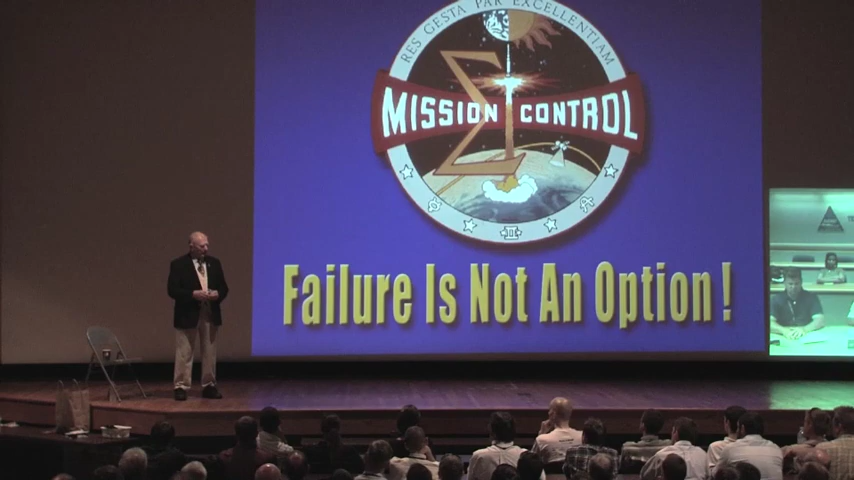 RES GESTA PAR EXCELLENTIAM
MISSION CONTROL
Failure Is Not An Option!